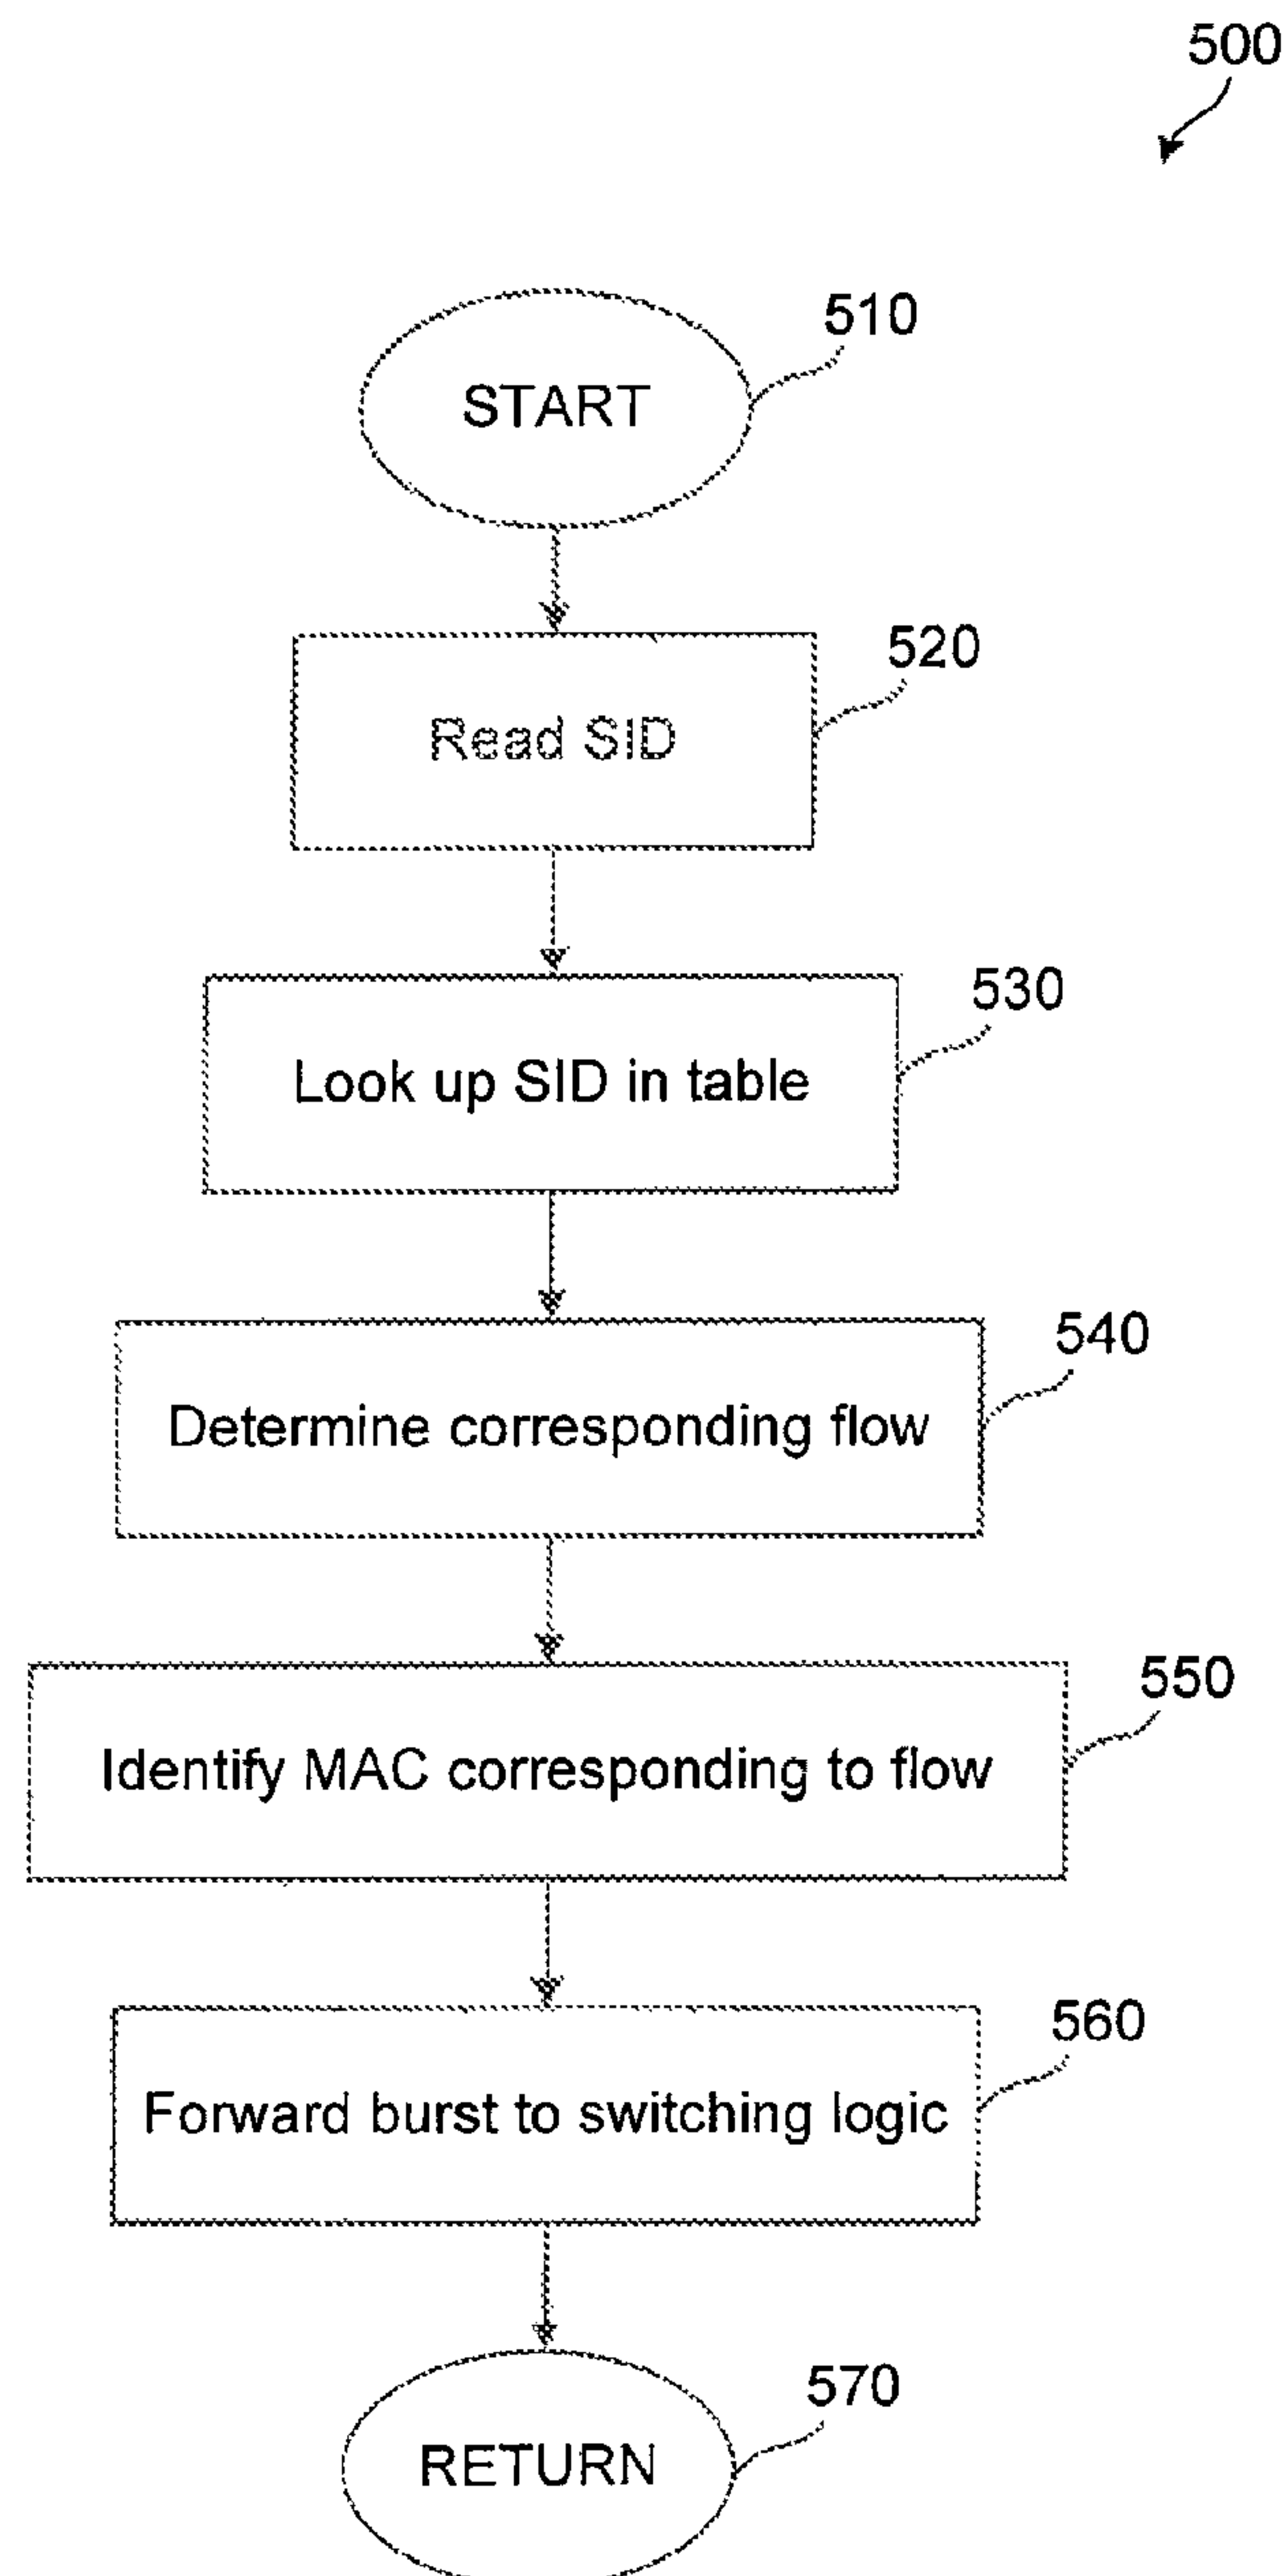 500
510
START
520
Read SID
530
Look up SID in table
540
Determine corresponding flow
550
Identify MAC corresponding to flow
560
Forward burst to switching logic
570
RETURN